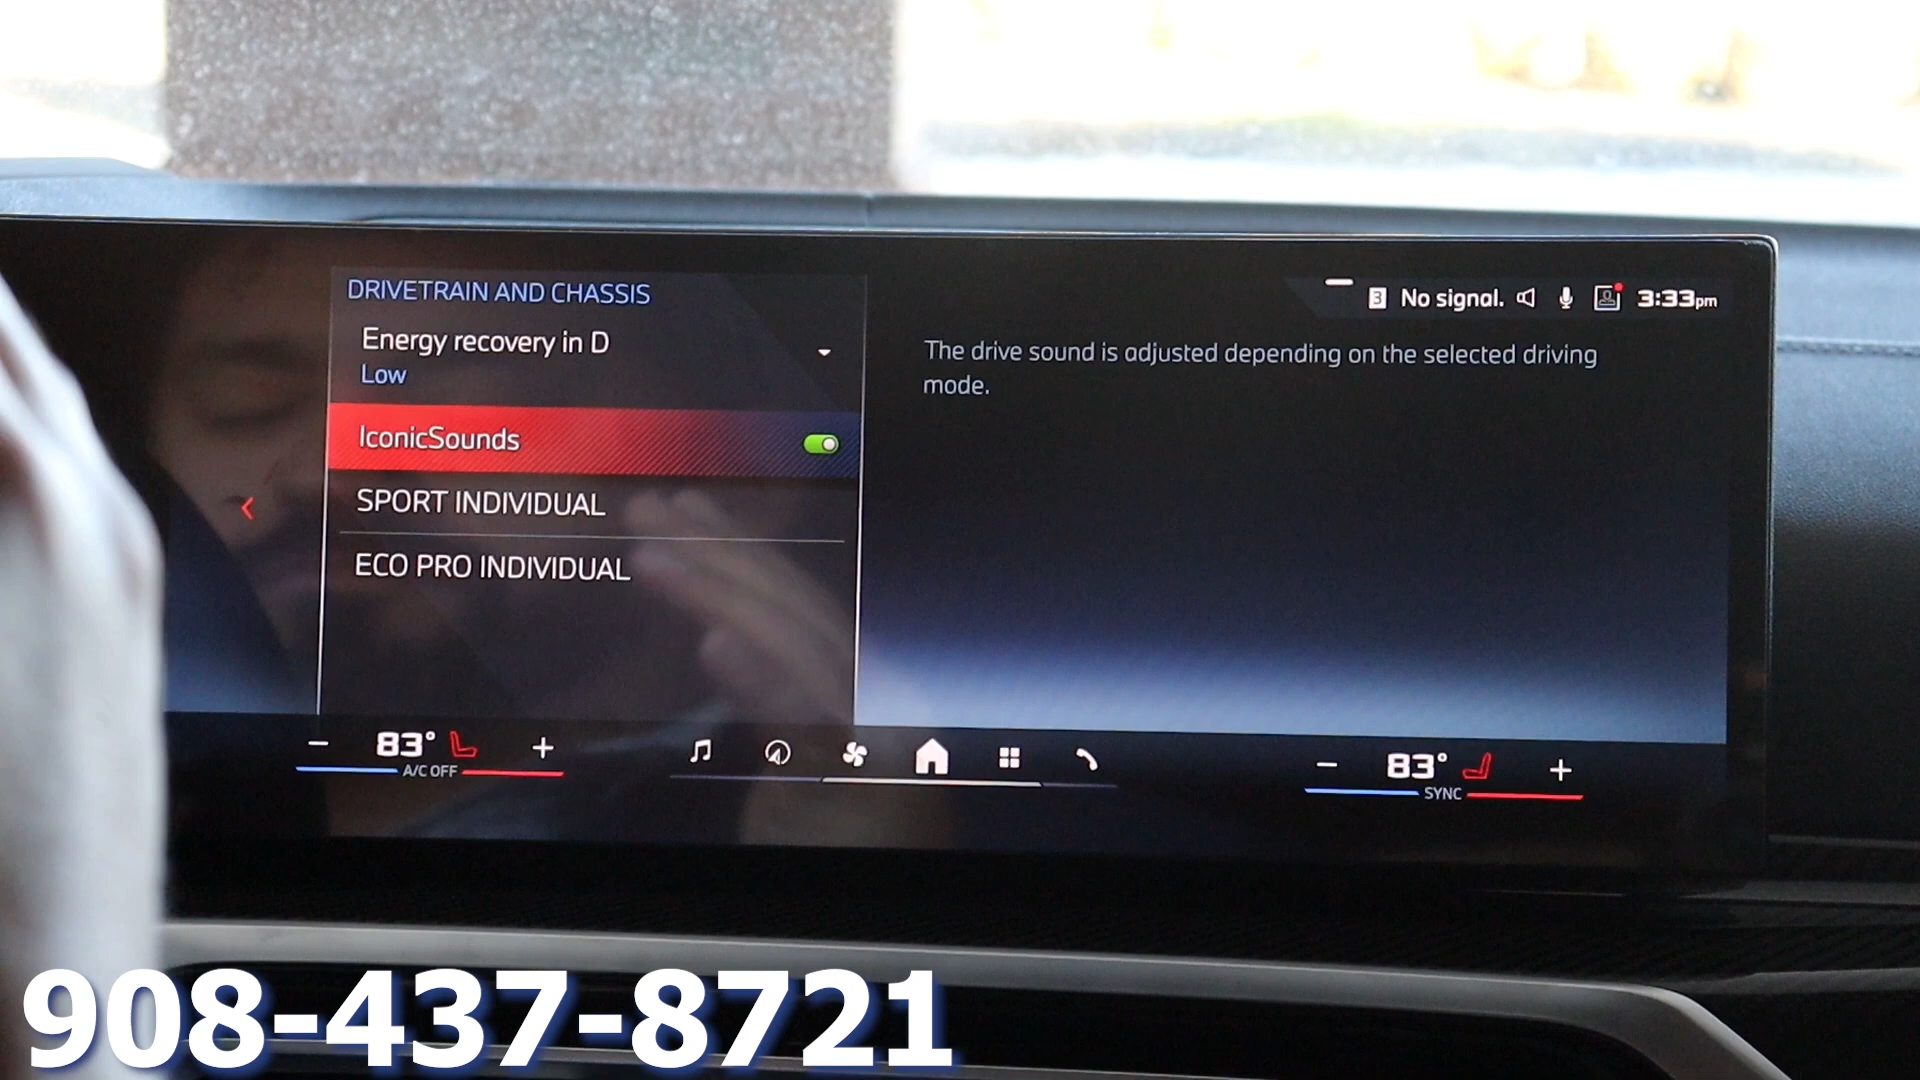 DRIVETRAIN AND CHASSIS
Energy recovery in D
Low
IconicSounds
SPORT INDIVIDUAL
ECO PRO INDIVIDUAL
3 No signal. 3:33pm
The drive sound is adjusted depending on the selected driving
mode.
- 83° +
A/C OFF
- 83° +
SYNC
908-437-8721